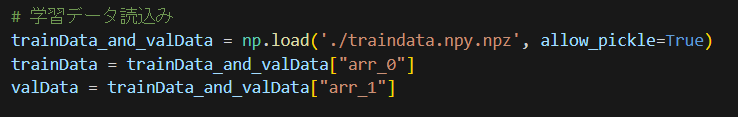 # 学習データ読込み
trainData_and_valData = np.load('./traindata.npy.npz', allow_pickle=True)
trainData = trainData_and_valData["arr_0"]
valData = trainData_and_valData["arr_1"]